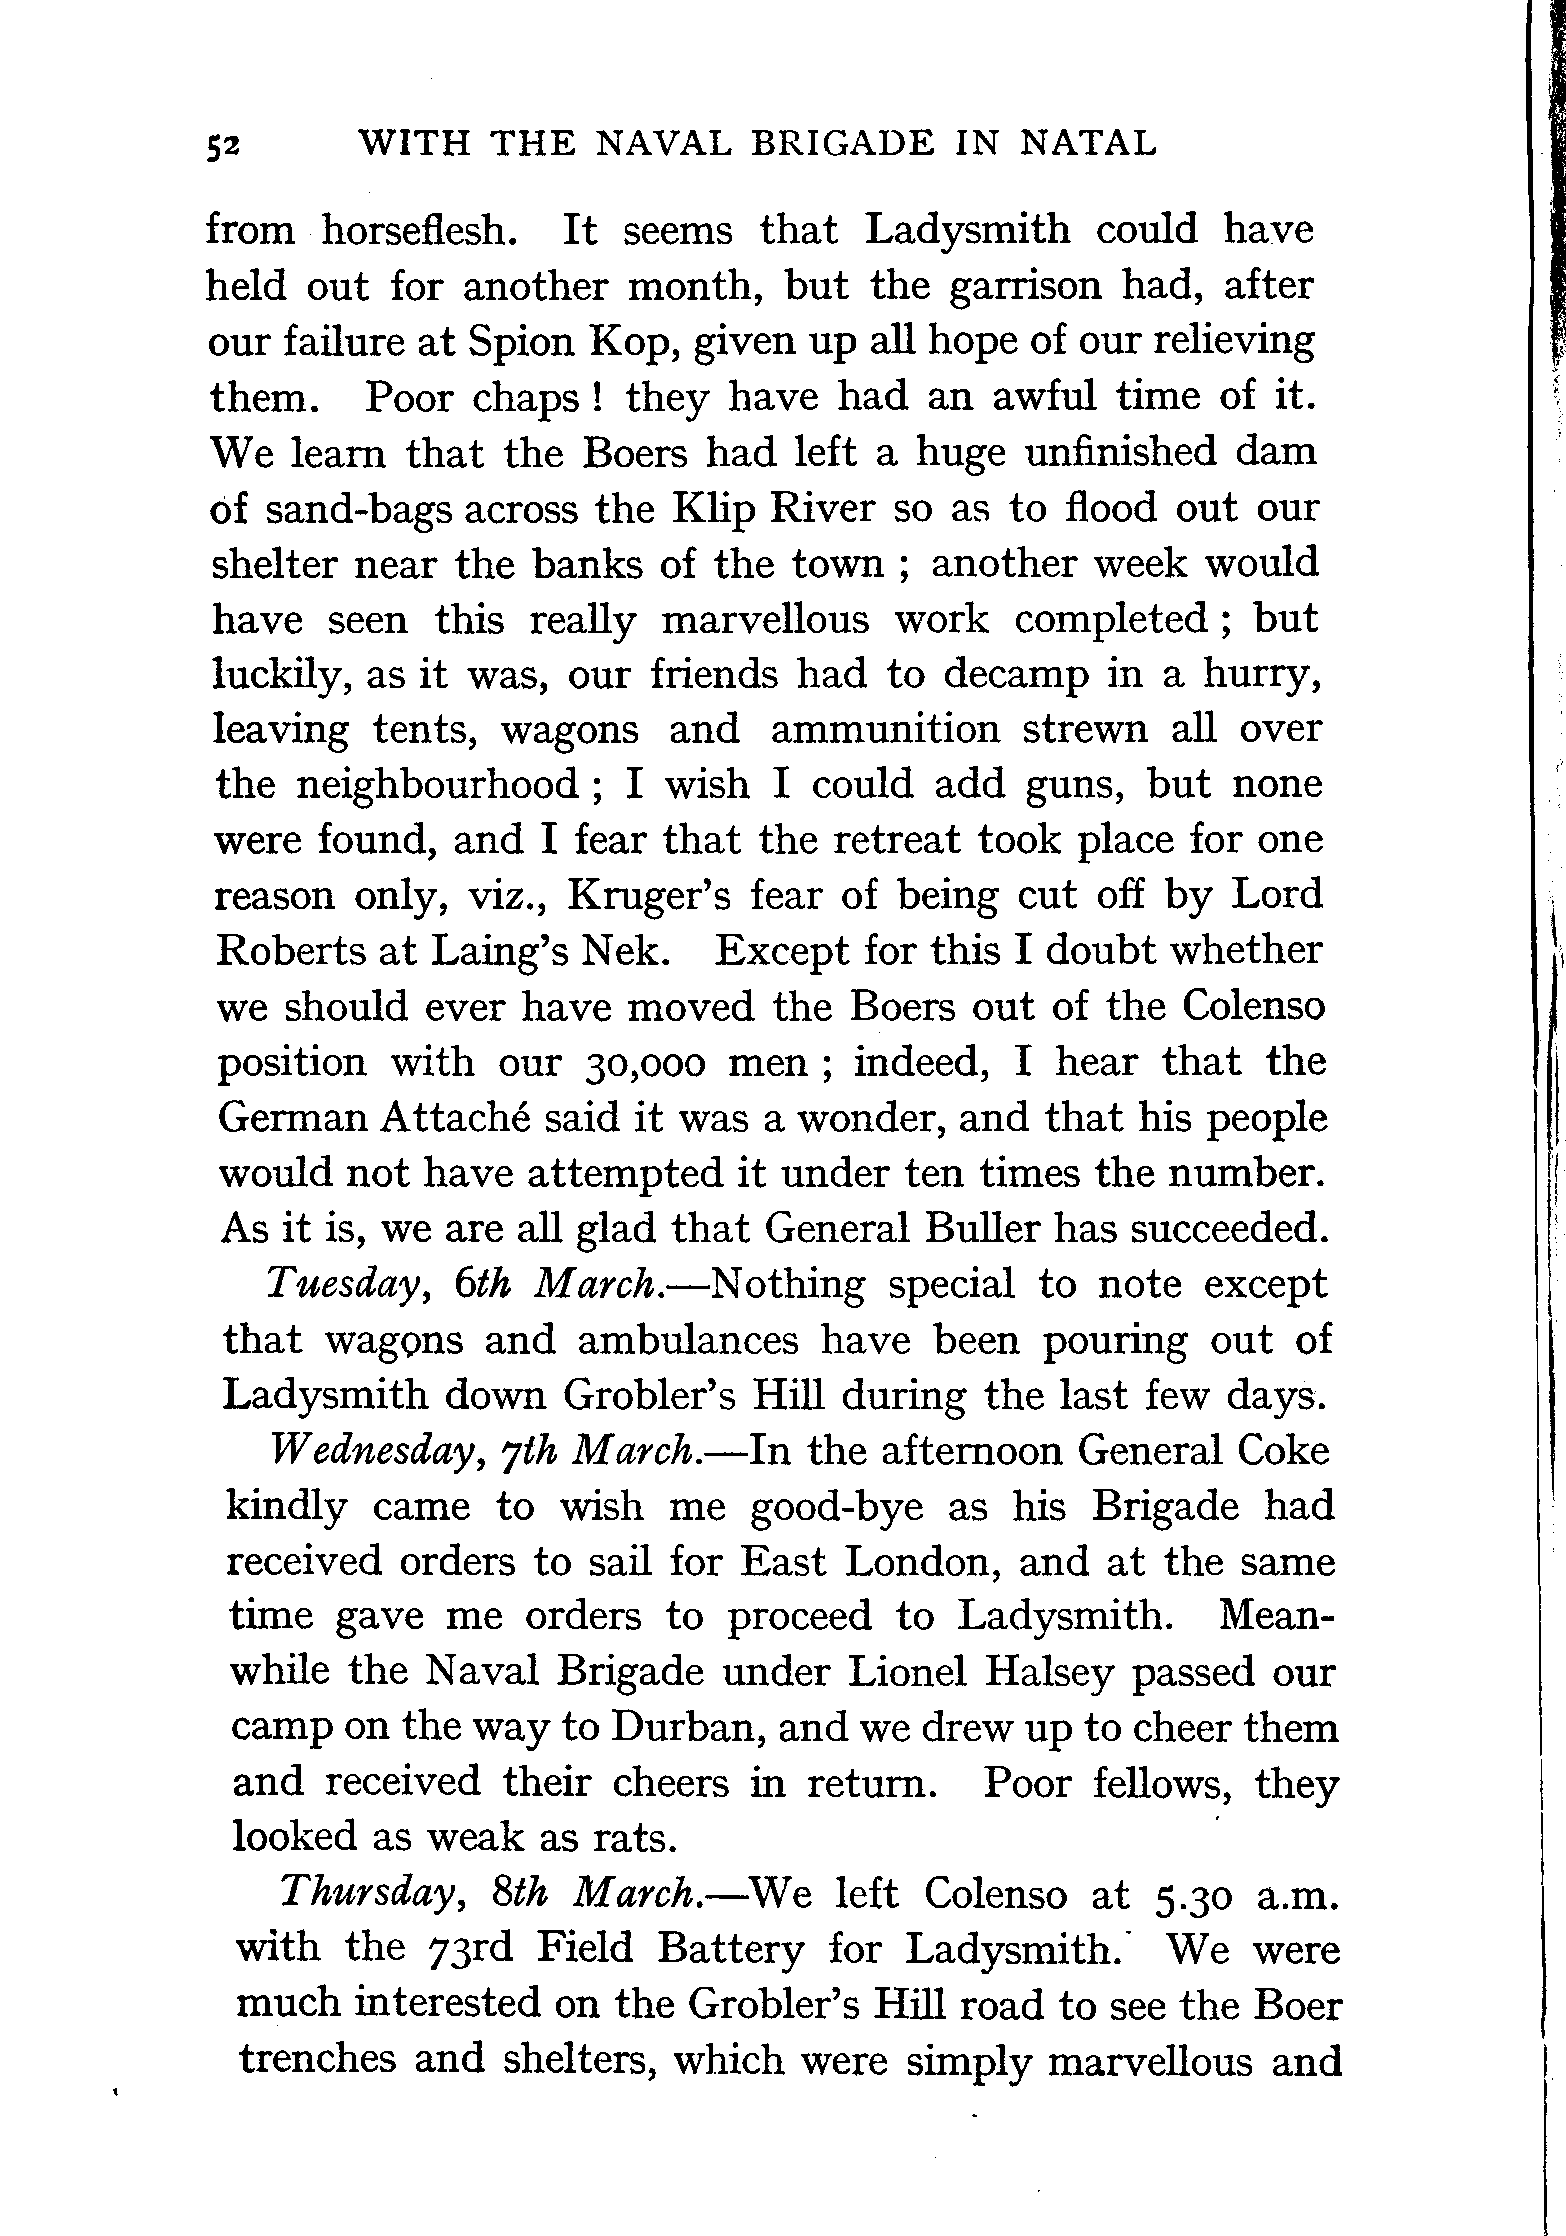 52 WITH THE NAVAL BRIGADE IN NATAL
from horseflesh. It seems that Ladysmith could have
held out for another month, but the garrison had, after
our failure at Spion Kop, given up all hope of our relieving
them. Poor chaps ! they have had an awful time of it.
We learn that the Boers had left a huge unfinished dam
of sand-bags across the Klip River so as to flood out our
shelter near the banks of the town ; another week would
have seen this really marvellous work completed ; but
luckily, as it was, our friends had to decamp in a hurry,
leaving tents, wagons and ammunition strewn all over
the neighbourhood ; I wish I could add guns, but none
were found, and I fear that the retreat took place for one
reason only, viz., Kruger's fear of being cut off by Lord
Roberts at Laing's Nek. Except for this I doubt whether
we should ever have moved the Boers out of the Colenso
position with our 30,000 men ; indeed, I hear that the
German Attaché said it was a wonder, and that his people
would not have attempted it under ten times the number.
As it is, we are all glad that General Buller has succeeded.
Tuesday, 6th March.—Nothing special to note except
that wagons and ambulances have been pouring out of
Ladysmith down Grobler's Hill during the last few days.
Wednesday, 7th March.—In the afternoon General Coke
kindly came to wish me good-bye as his Brigade had
received orders to sail for East London, and at the same
time gave me orders to proceed to Ladysmith. Mean-
while the Naval Brigade under Lionel Halsey passed our
camp on the way to Durban, and we drew up to cheer them
and received their cheers in return. Poor fellows, they
looked as weak as rats.
Thursday, 8th March.—We left Colenso at 5.30 a.m.
with the 73rd Field Battery for Ladysmith. We were
much interested on the Grobler's Hill road to see the Boer
trenches and shelters, which were simply marvellous and